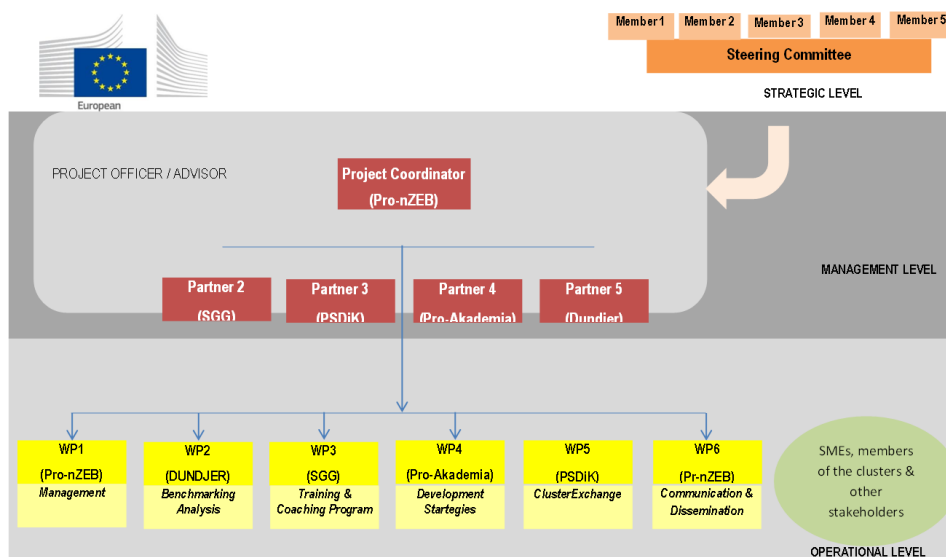 Member 1 Member 2 Member 3 Member 4 Member 5
Steering Committee
STRATEGIC LEVEL
European
PROJECT OFFICER / ADVISOR
Project Coordinator
(Pro-nZEB)
MANAGEMENT LEVEL
Partner 2
(SGG)
Partner 3
(PSDiK)
Partner 4
(Pro-Akademia)
Partner 5
(Dundjer)
WP1
(Pro-nZEB)
Management
WP2
(DUNDJER)
Benchmarking
Analysis
WP3
(SGG)
Training &
Coaching Program
WP4
(Pro-Akademia)
Development
Startegies
WP5
(PSDiK)
ClusterExchange
WP6
(Pr-nZEB)
Communication &
Dissemination
SMEs, members
of the clusters &
other
stakeholders
OPERATIONAL LEVEL